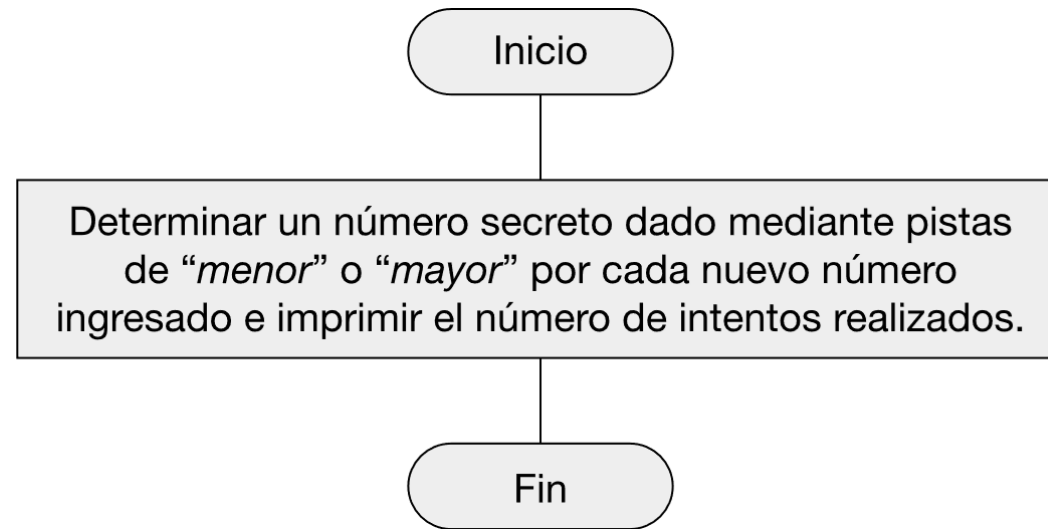 Inicio
Determinar un número secreto dado mediante pistas
de “menor” o “mayor” por cada nuevo número
ingresado e imprimir el número de intentos realizados.
Fin